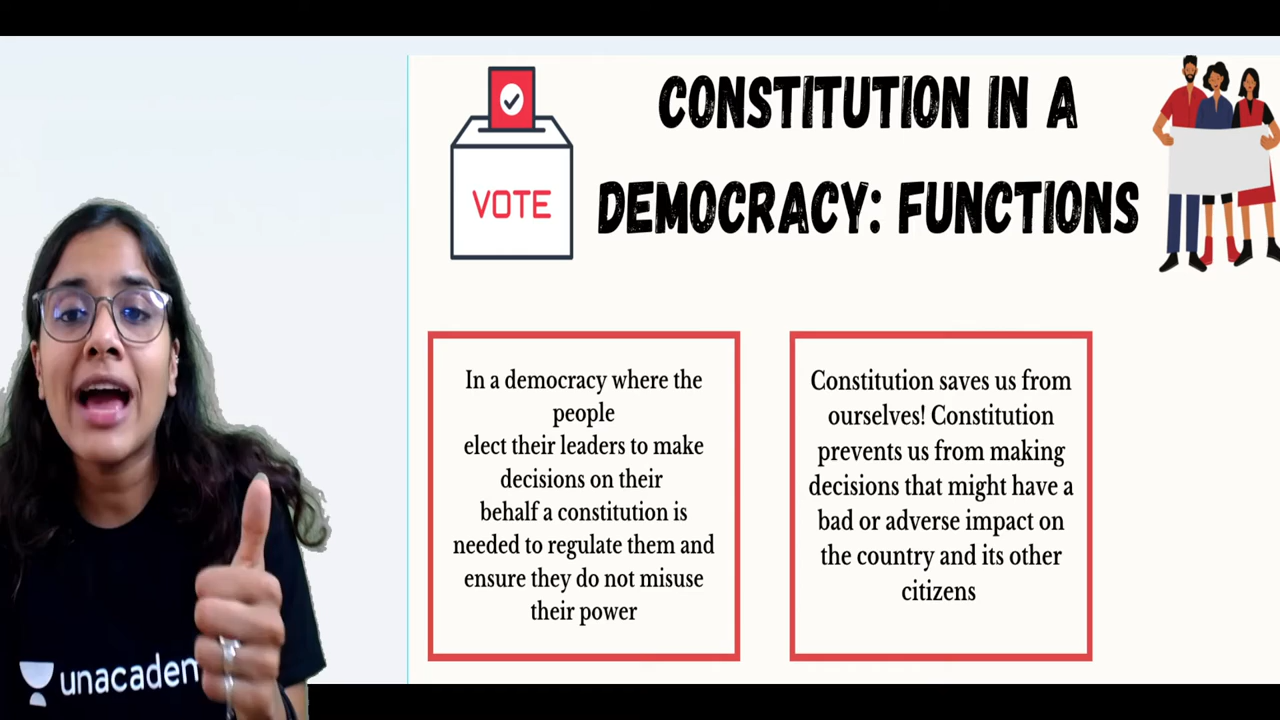 CONSTITUTION IN A
DEMOCRACY: FUNCTIONS
VOTE
In a democracy where the
people
elect their leaders to make
decisions on their
behalf a constitution is
needed to regulate them and
ensure they do not misuse
their power
Constitution saves us from
ourselves! Constitution
prevents us from making
decisions that might have a
bad or adverse impact on
the country and its other
citizens
unacadem